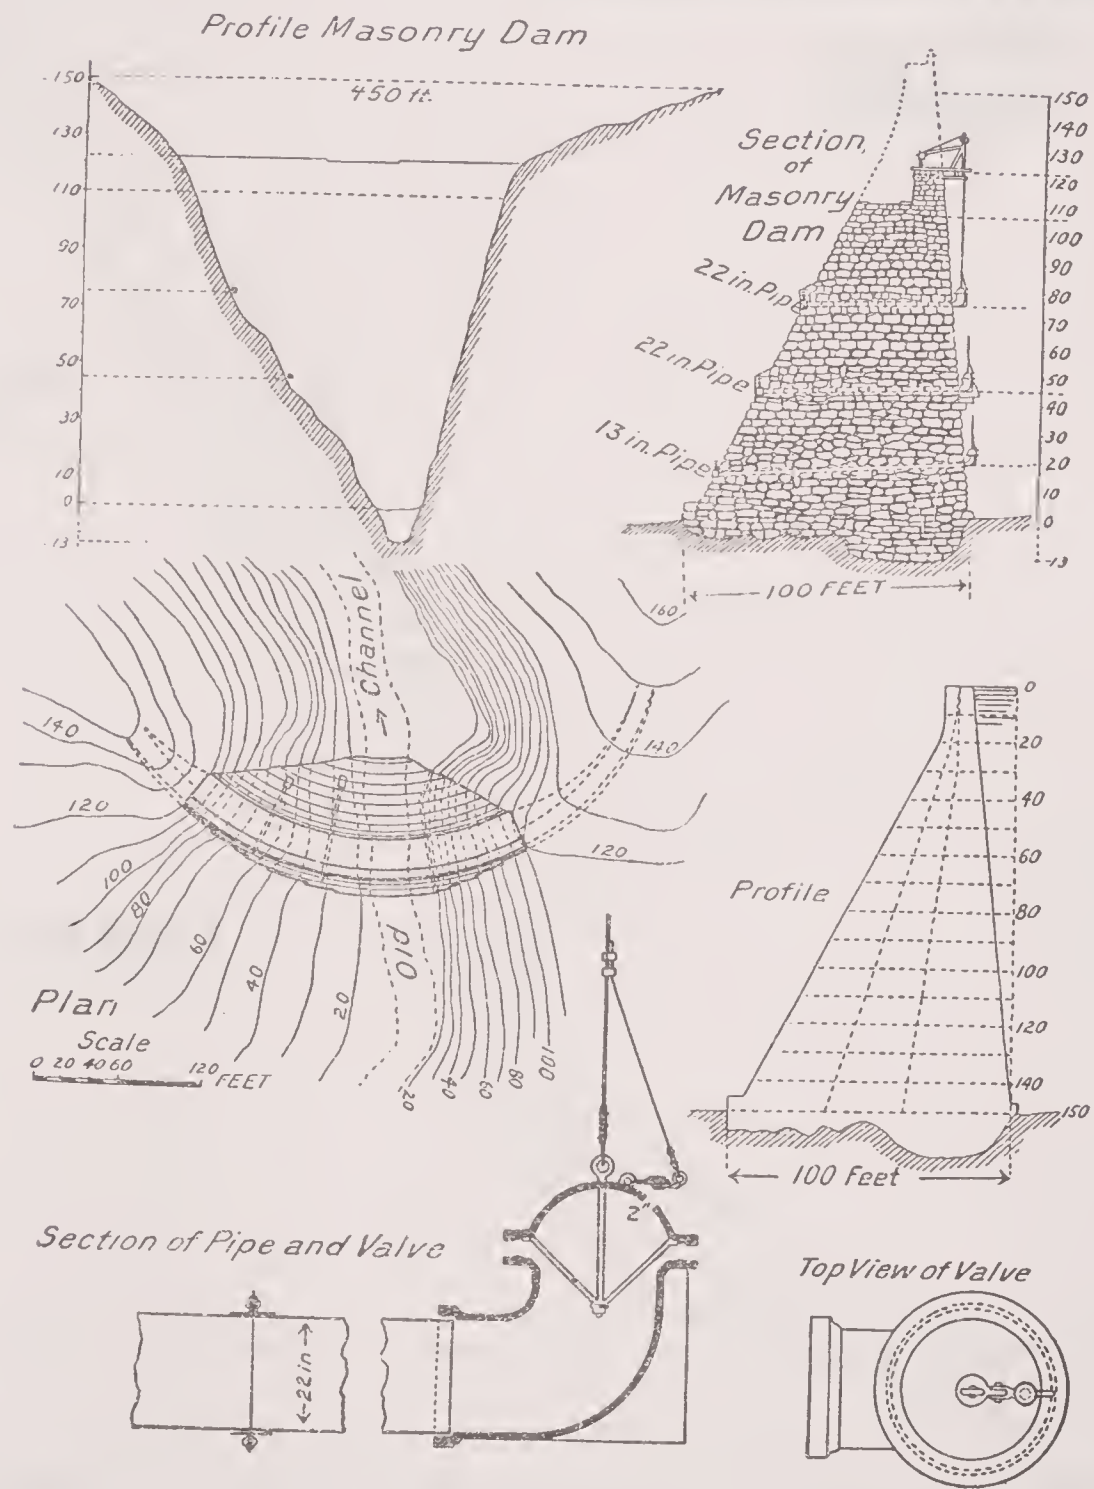 Profile Masonry Dam
150
450 ft.
130
110
90
70
50
30
10
0
-13
Section
of
Masonry
Dam
22 in. Pipe
22 in. Pipe
13 in. Pipe
150
140
130
120
110
100
90
80
70
60
50
40
30
20
10
0
-13
100 FEET
160
Channel
140
140
120
120
100
80
60
40
20
Old
20
40
60
80
100
Plan
Scale
0 20 40 60 120 FEET
Profile
0
20
40
60
80
100
120
140
150
100 Feet
Section of Pipe and Valve
2"
22 in
Top View of Valve